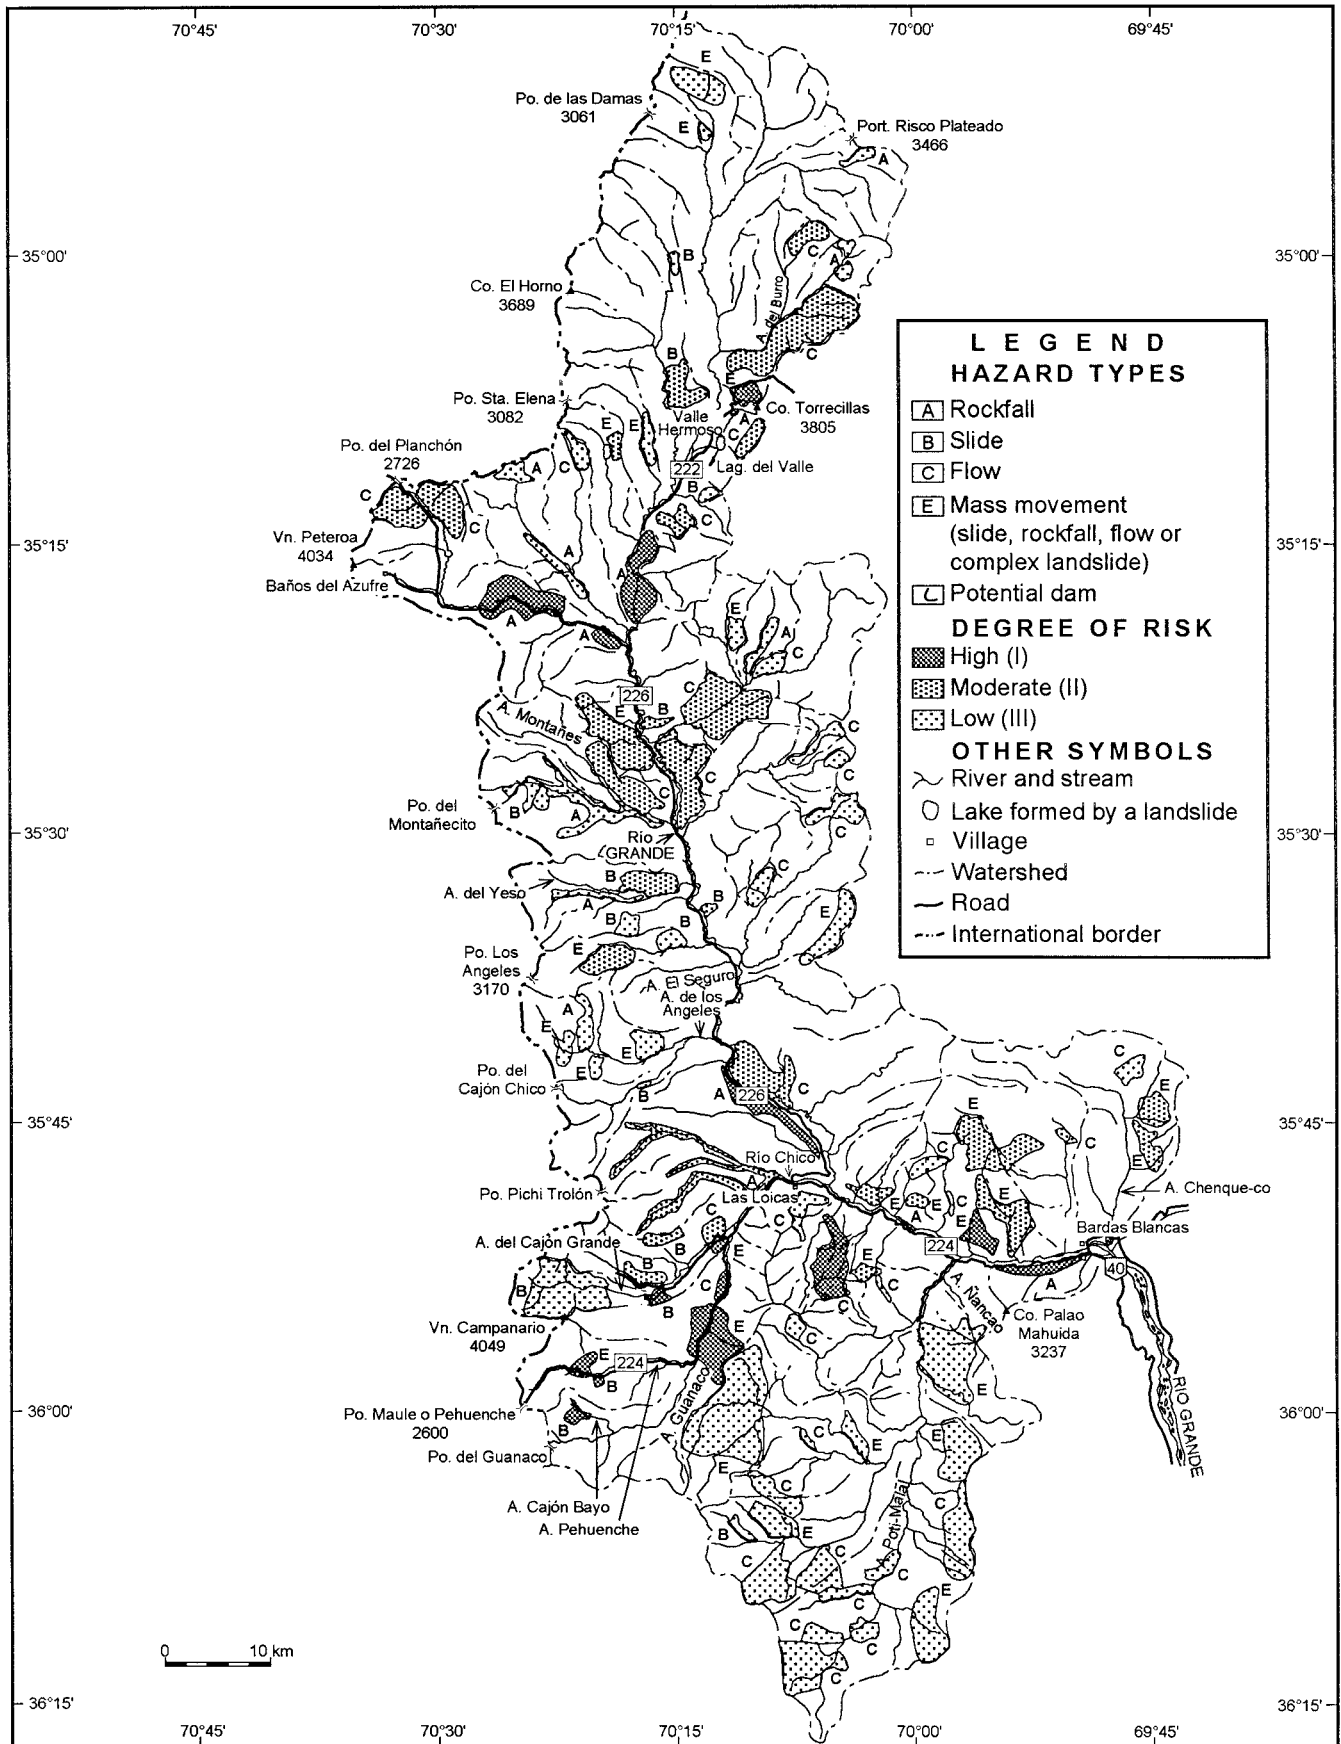 70°45' 70°30' 70°15' 70°00' 69°45'
E
Po. de las Damas
3061
E
Port. Risco Plateado
3466
A
35°00'
B
C
A
35°00'
Co. El Horno
3689
A. del Burro
C
B
E
Po. Sta. Elena
3082
Valle
Hermoso
A
Co. Torrecillas
3805
E
E
C
Po. del Planchón
2726
A
C
222
Lag. del Valle
B
C
C
C
Vn. Peteroa
4034
35°15'
A
A
35°15'
Baños del Azufre
A
A
E
A
C
226
C
E
B
A. Montañes
C
C
C
C
Po. del
Montañecito
B
A
C
35°30'
Río
GRANDE
35°30'
C
B
A. del Yeso
A
B
B
B
E
E
Po. Los
Angeles
3170
A. El Seguro
A. de los
Angeles
A
E
E
E
C
Po. del
Cajón Chico
B
A
226
C
E
E
35°45'
C
C
E
35°45'
Río Chico
A
Po. Pichi Trolón
Las Loicas
A. Chenque-co
C
C
E
A
E
C
E
E
Bardas Blancas
A. del Cajón Grande
B
E
224
40
B
B
C
E
C
A
B
C
A. Ñancao
Co. Palao
Mahuida
3237
Vn. Campanario
4049
E
C
E
224
B
A. Guanaco
E
RIO GRANDE
36°00'
Po. Maule o Pehuenche
2600
B
36°00'
Po. del Guanaco
C
E
E
E
C
A. Cajón Bayo
A. Pehuenche
B
E
C
A. Poti-Malal
C
C
C
C
E
C
C
C
C
0 10 km
36°15'
36°15'
70°45' 70°30' 70°15' 70°00' 69°45'
LEGEND
HAZARD TYPES
A Rockfall
B Slide
C Flow
E Mass movement
(slide, rockfall, flow or
complex landslide)
Potential dam
DEGREE OF RISK
High (I)
Moderate (II)
Low (III)
OTHER SYMBOLS
River and stream
Lake formed by a landslide
Village
Watershed
Road
International border